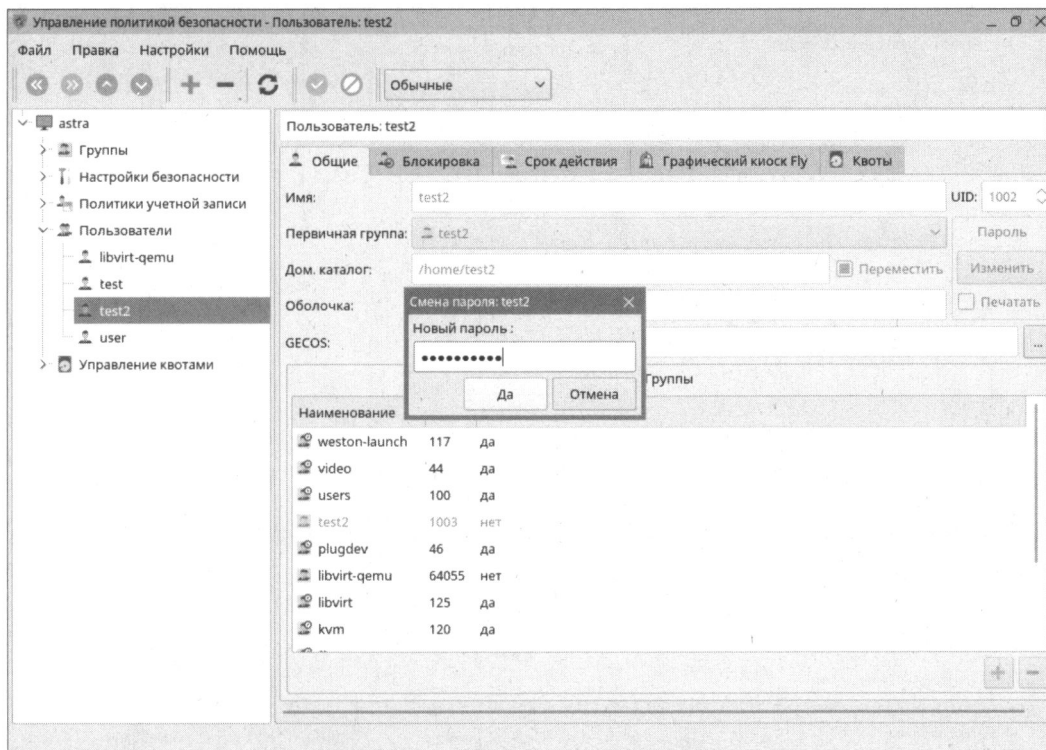 Управление политикой безопасности - Пользователь: test2
Файл Правка Настройки Помощь
Обычные
astra
Группы
Настройки безопасности
Политики учетной записи
Пользователи
libvirt-qemu
test
test2
user
Управление квотами
Пользователь: test2
Общие Блокировка Срок действия Графический киоск Fly Квоты
Имя: test2 UID: 1002
Первичная группа: test2 Пароль
Дом. каталог: /home/test2 Переместить Изменить
Оболочка: Печатать
GECOS: ...
Смена пароля: test2
Новый пароль :
••••••••••
Да Отмена
Группы
Наименование
weston-launch 117 да
video 44 да
users 100 да
test2 1003 нет
plugdev 46 да
libvirt-qemu 64055 нет
libvirt 125 да
kvm 120 да